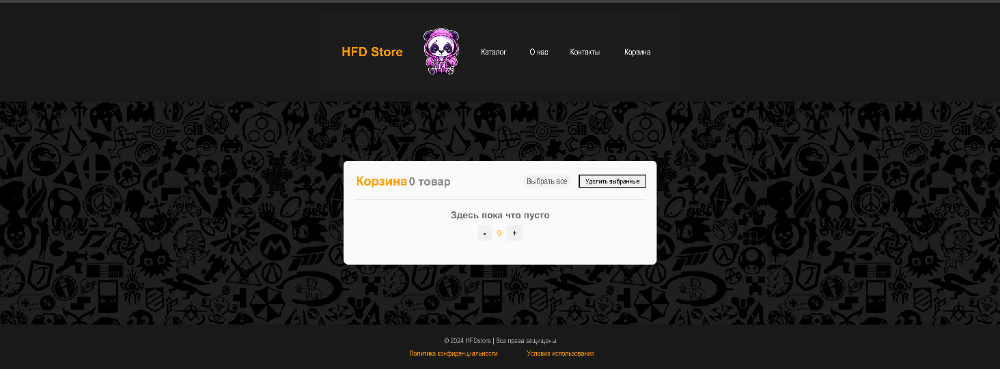 HFD Store
Каталог О нас Контакты Корзина
Корзина 0 товар Выбрать все Удалить выбранные
Здесь пока что пусто
- 0 +
© 2024 HFDstore | Все права защищены
Политика конфиденциальности Условия использования